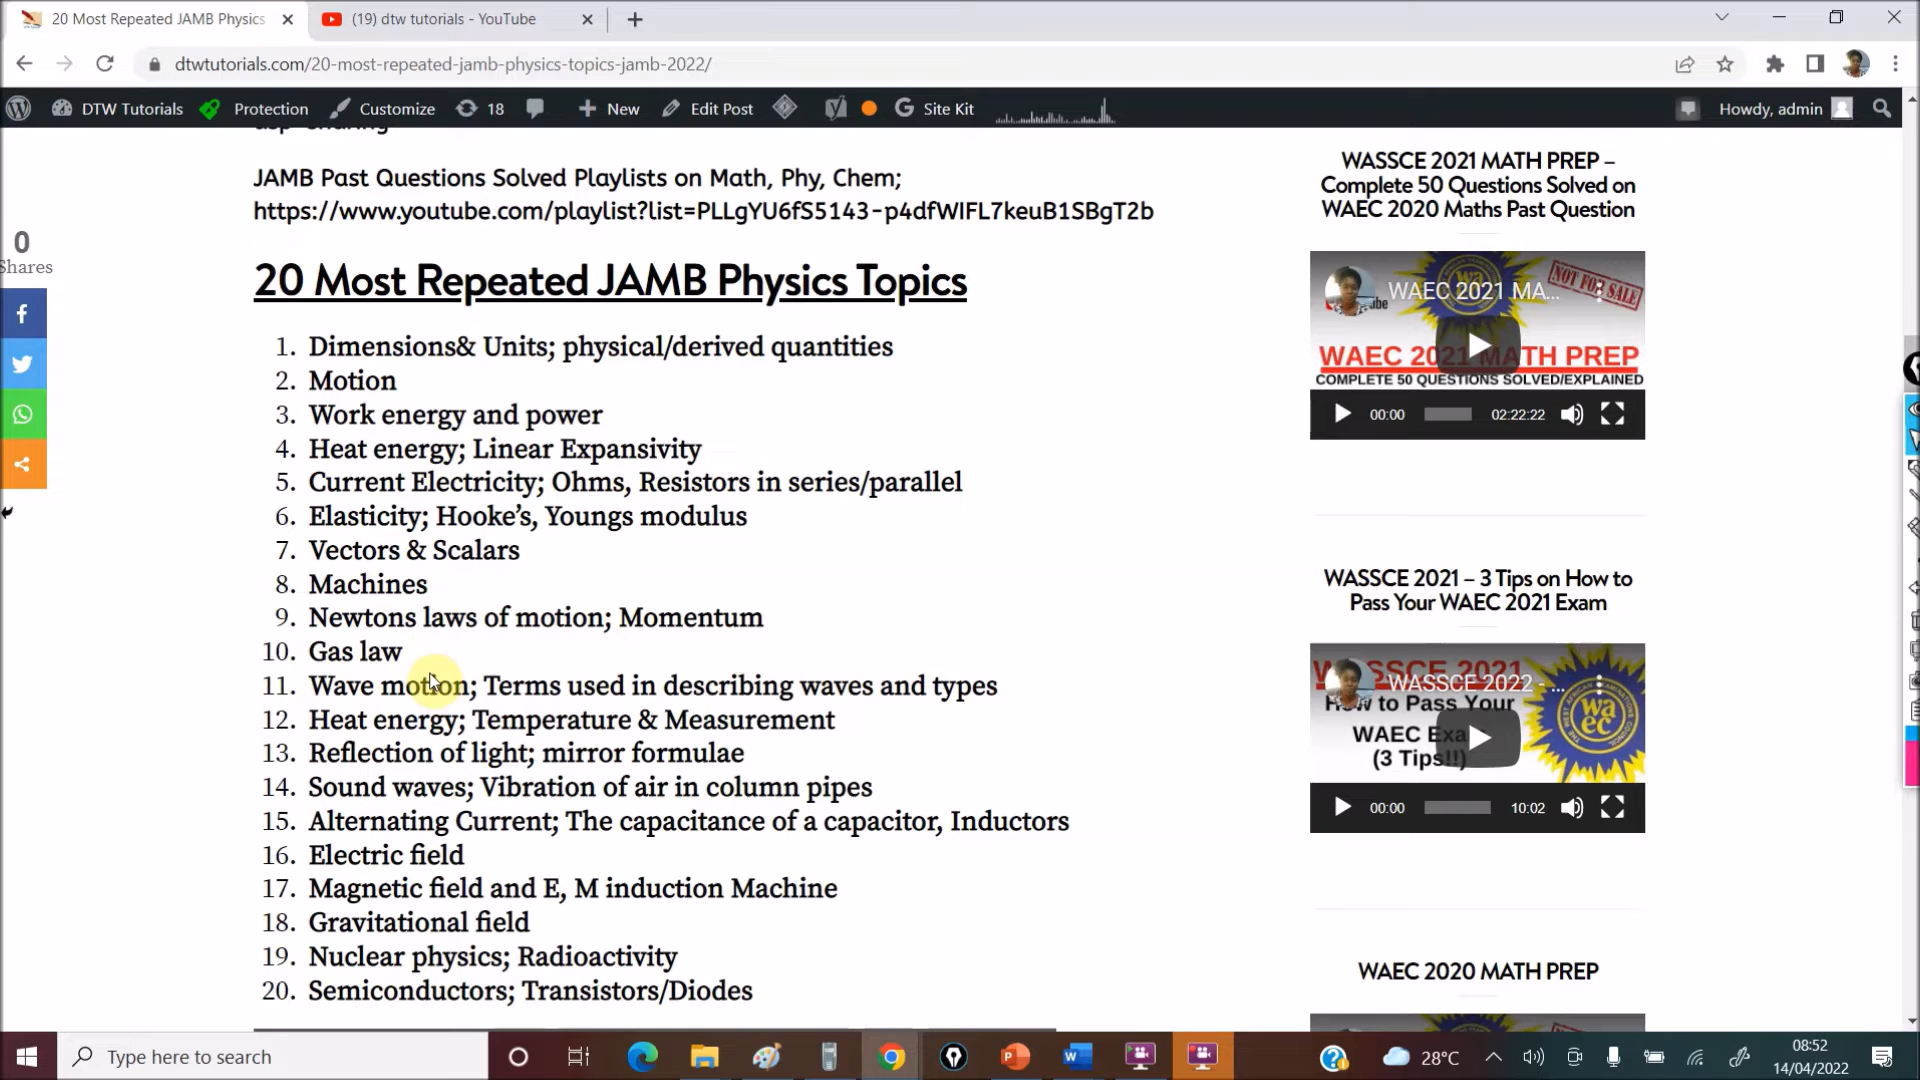 20 Most Repeated JAMB Physics
(19) dtw tutorials - YouTube
dtwtutorials.com/20-most-repeated-jamb-physics-topics-jamb-2022/
DTW Tutorials
Protection
Customize
18
New
Edit Post
Site Kit
Howdy, admin
usp=sharing
JAMB Past Questions Solved Playlists on Math, Phy, Chem;
https://www.youtube.com/playlist?list=PLLgYU6fS5143-p4dfWIFL7keuB1SBgT2b
0
Shares
20 Most Repeated JAMB Physics Topics
1. Dimensions& Units; physical/derived quantities
2. Motion
3. Work energy and power
4. Heat energy; Linear Expansivity
5. Current Electricity; Ohms, Resistors in series/parallel
6. Elasticity; Hooke's, Youngs modulus
7. Vectors & Scalars
8. Machines
9. Newtons laws of motion; Momentum
10. Gas law
11. Wave motion; Terms used in describing waves and types
12. Heat energy; Temperature & Measurement
13. Reflection of light; mirror formulae
14. Sound waves; Vibration of air in column pipes
15. Alternating Current; The capacitance of a capacitor, Inductors
16. Electric field
17. Magnetic field and E, M induction Machine
18. Gravitational field
19. Nuclear physics; Radioactivity
20. Semiconductors; Transistors/Diodes
WASSCE 2021 MATH PREP –
Complete 50 Questions Solved on
WAEC 2020 Maths Past Question
WAEC 2021 MA...
NOT FOR SALE
WAEC 2021 MATH PREP
COMPLETE 50 QUESTIONS SOLVED/EXPLAINED
00:00
02:22:22
WASSCE 2021 – 3 Tips on How to
Pass Your WAEC 2021 Exam
WASSCE 2021
WASSCE 2022 - ...
How to Pass Your
WAEC Exa
(3 Tips!!)
waec
00:00
10:02
WAEC 2020 MATH PREP
Type here to search
28°C
08:52
14/04/2022